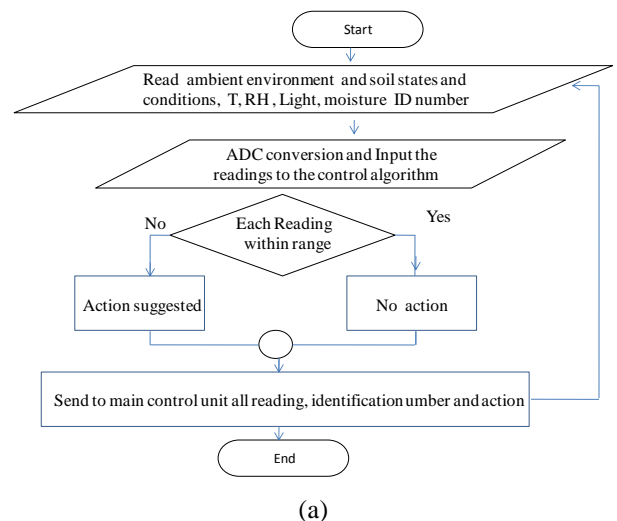 Start
Read ambient environment and soil states and
conditions, T, RH , Light, moisture ID number
ADC conversion and Input the
readings to the control algorithm
No
Each Reading
within range
Yes
Action suggested
No action
Send to main control unit all reading, identification umber and action
End
(a)